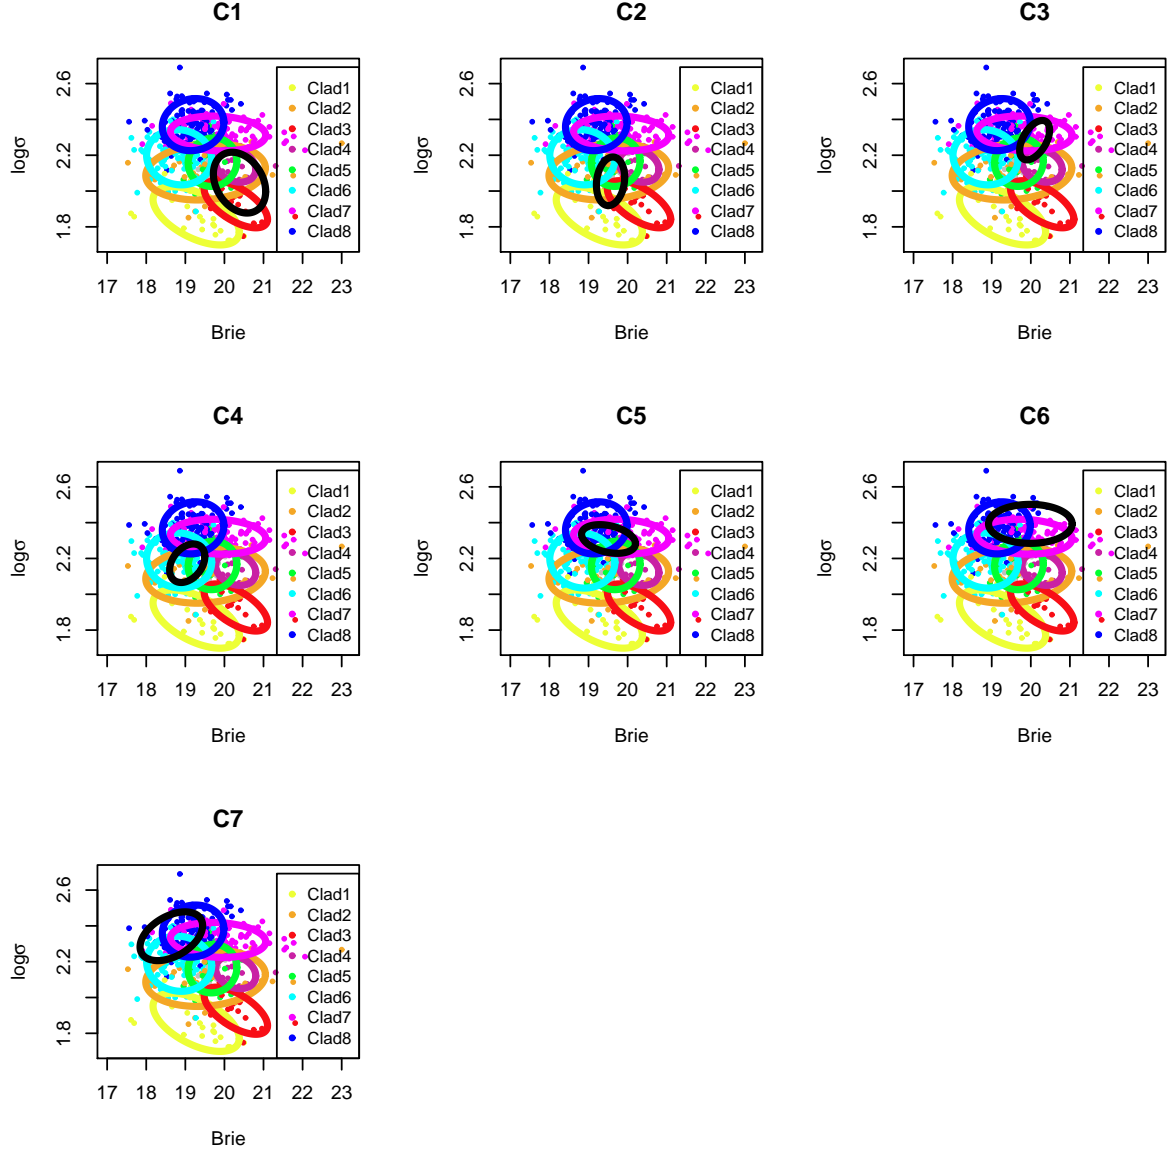 C1
logσ
2.6
2.2
1.8
Clad1
Clad2
Clad3
Clad4
Clad5
Clad6
Clad7
Clad8
17 18 19 20 21 22 23
Brie
C2
logσ
2.6
2.2
1.8
Clad1
Clad2
Clad3
Clad4
Clad5
Clad6
Clad7
Clad8
17 18 19 20 21 22 23
Brie
C3
logσ
2.6
2.2
1.8
Clad1
Clad2
Clad3
Clad4
Clad5
Clad6
Clad7
Clad8
17 18 19 20 21 22 23
Brie
C4
logσ
2.6
2.2
1.8
Clad1
Clad2
Clad3
Clad4
Clad5
Clad6
Clad7
Clad8
17 18 19 20 21 22 23
Brie
C5
logσ
2.6
2.2
1.8
Clad1
Clad2
Clad3
Clad4
Clad5
Clad6
Clad7
Clad8
17 18 19 20 21 22 23
Brie
C6
logσ
2.6
2.2
1.8
Clad1
Clad2
Clad3
Clad4
Clad5
Clad6
Clad7
Clad8
17 18 19 20 21 22 23
Brie
C7
logσ
2.6
2.2
1.8
Clad1
Clad2
Clad3
Clad4
Clad5
Clad6
Clad7
Clad8
17 18 19 20 21 22 23
Brie